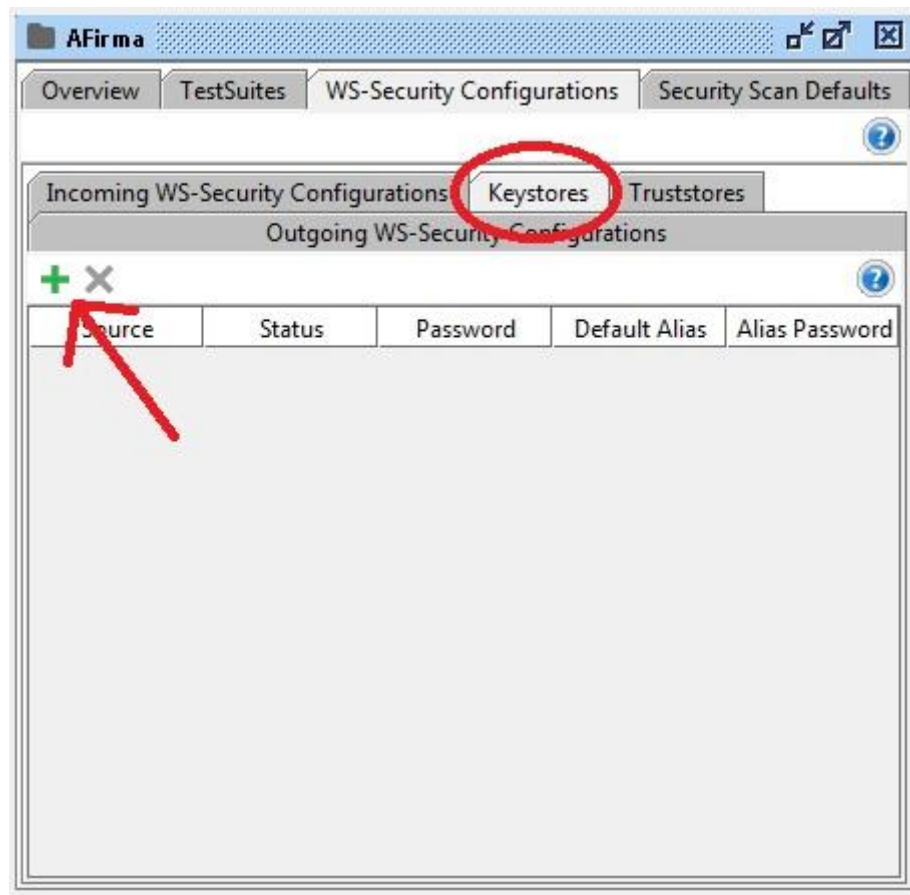 AFirma
Overview TestSuites WS-Security Configurations Security Scan Defaults
Incoming WS-Security Configurations Keystores Truststores
Outgoing WS-Security Configurations
Source Status Password Default Alias Alias Password